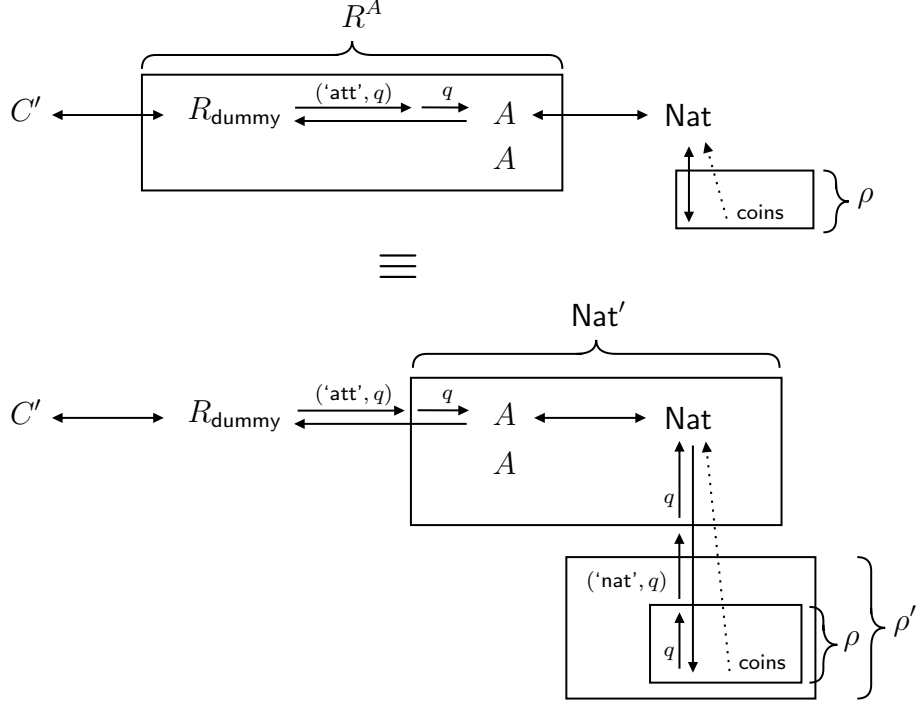 R^A
C′ R_dummy (‘att’, q) q A Nat
A
coins ρ
≡
Nat′
C′ R_dummy (‘att’, q) q A Nat
A
q
(‘nat’, q)
q coins ρ ρ′